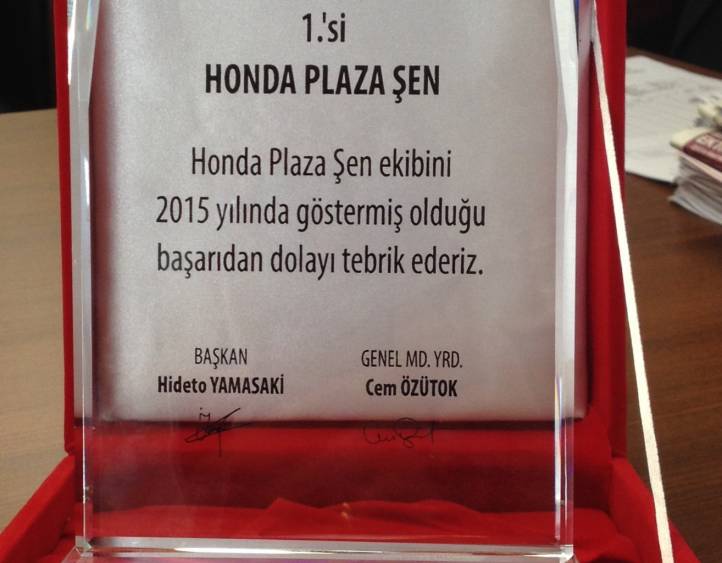 1.'si
HONDA PLAZA ŞEN
Honda Plaza Şen ekibini
2015 yılında göstermiş olduğu
başarıdan dolayı tebrik ederiz.
BAŞKAN
Hideto YAMASAKİ
GENEL MD. YRD.
Cem ÖZÜTOK